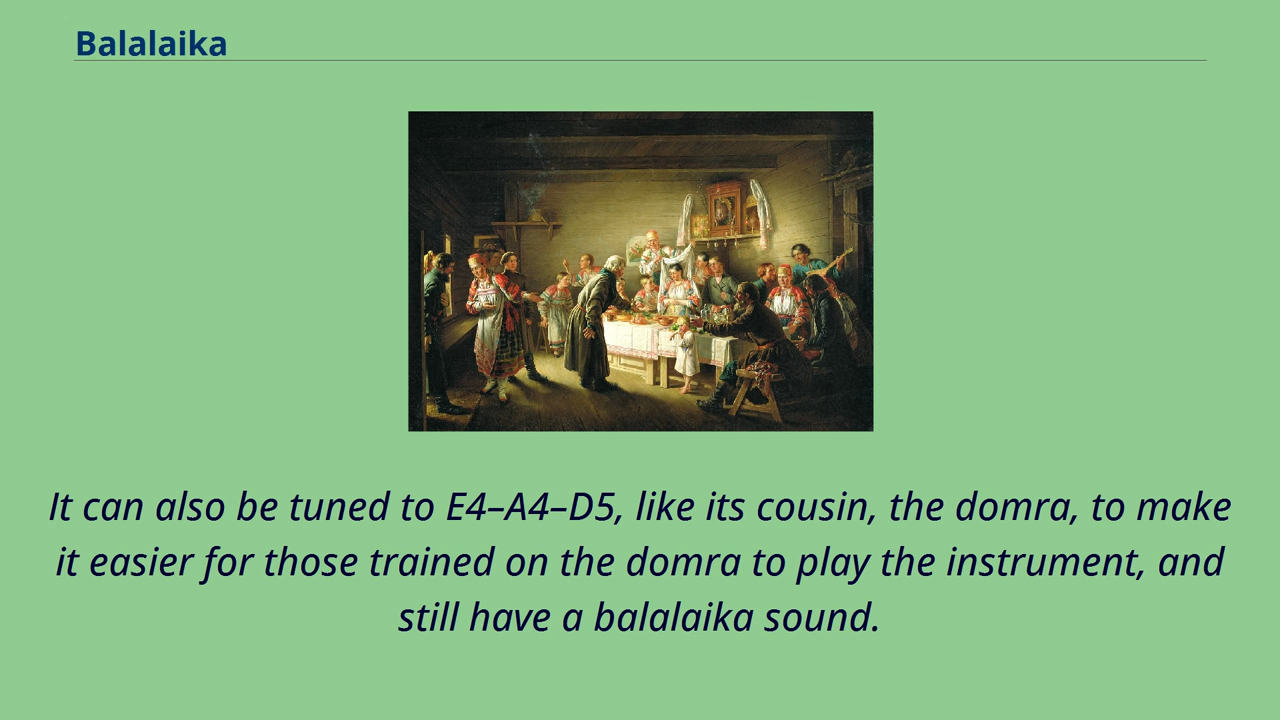 Balalaika
It can also be tuned to E4–A4–D5, like its cousin, the domra, to make
it easier for those trained on the domra to play the instrument, and
still have a balalaika sound.